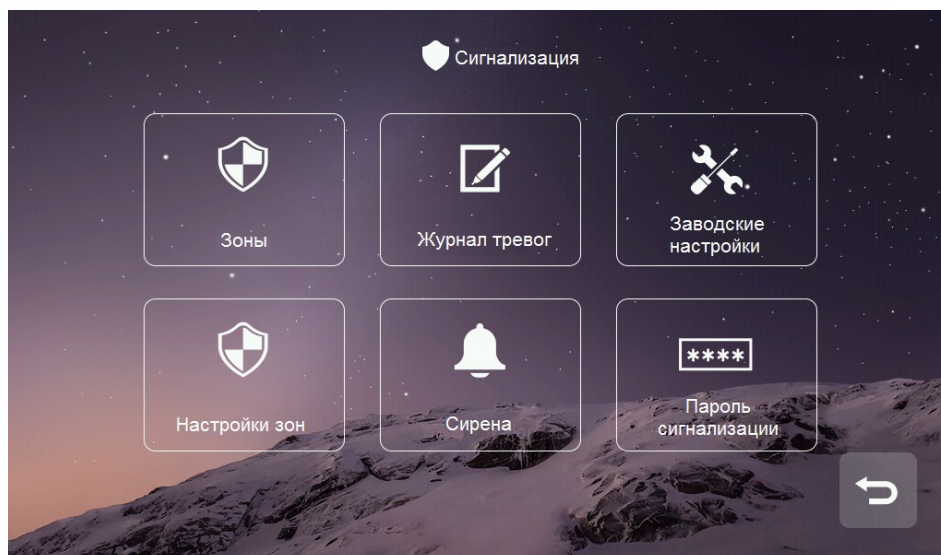 Сигнализация
Зоны
Журнал тревог
Заводские
настройки
Настройки зон
Сирена
****
Пароль
сигнализации